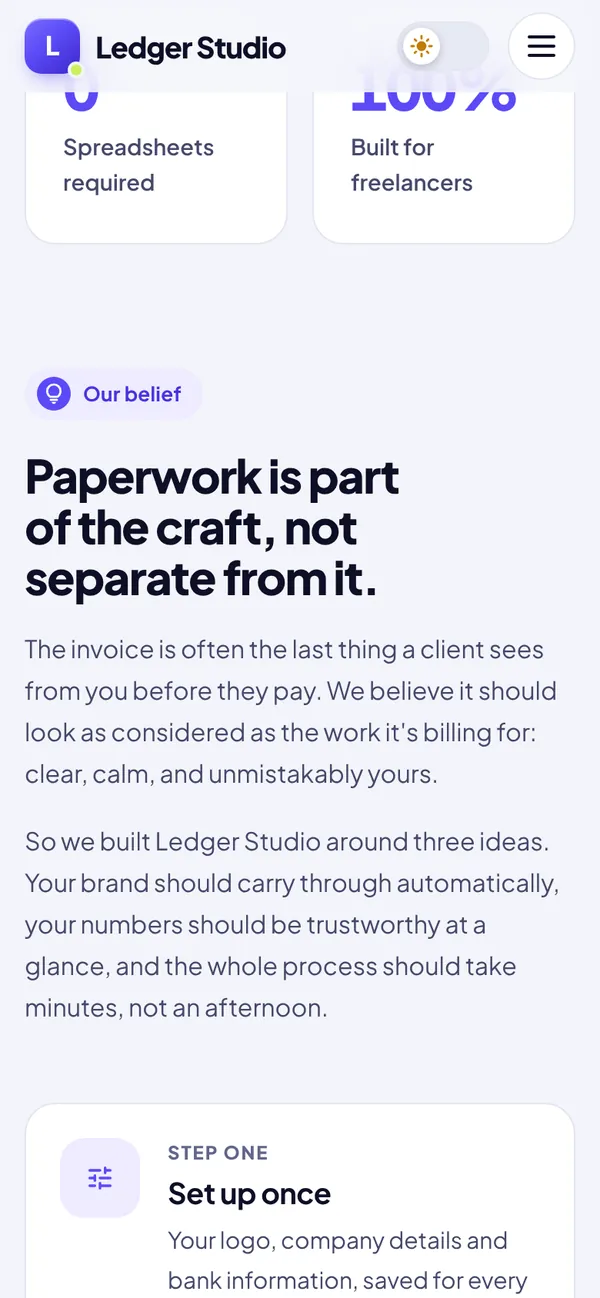 L
Ledger Studio
0
100%
Spreadsheets
required
Built for
freelancers
Our belief
Paperwork is part
of the craft, not
separate from it.
The invoice is often the last thing a client sees
from you before they pay. We believe it should
look as considered as the work it's billing for:
clear, calm, and unmistakably yours.
So we built Ledger Studio around three ideas.
Your brand should carry through automatically,
your numbers should be trustworthy at a
glance, and the whole process should take
minutes, not an afternoon.
STEP ONE
Set up once
Your logo, company details and
bank information, saved for every